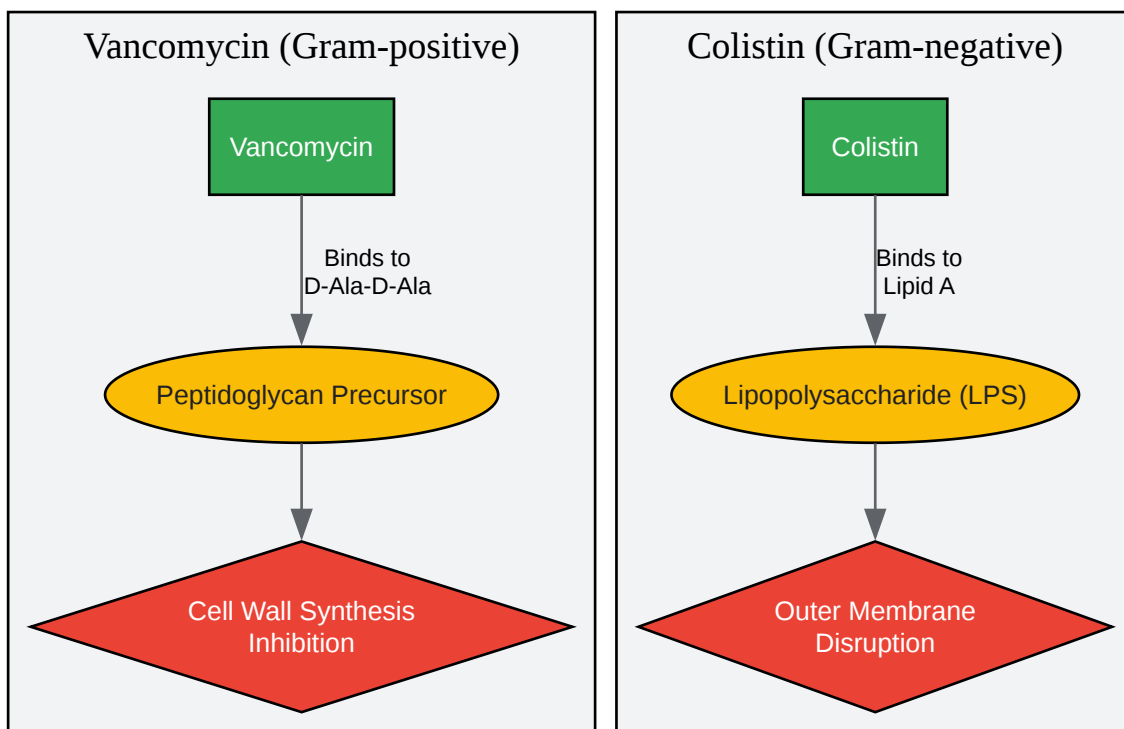 Vancomycin (Gram-positive)
Vancomycin
Binds to
D-Ala-D-Ala
Peptidoglycan Precursor
Cell Wall Synthesis
Inhibition
Colistin (Gram-negative)
Colistin
Binds to
Lipid A
Lipopolysaccharide (LPS)
Outer Membrane
Disruption